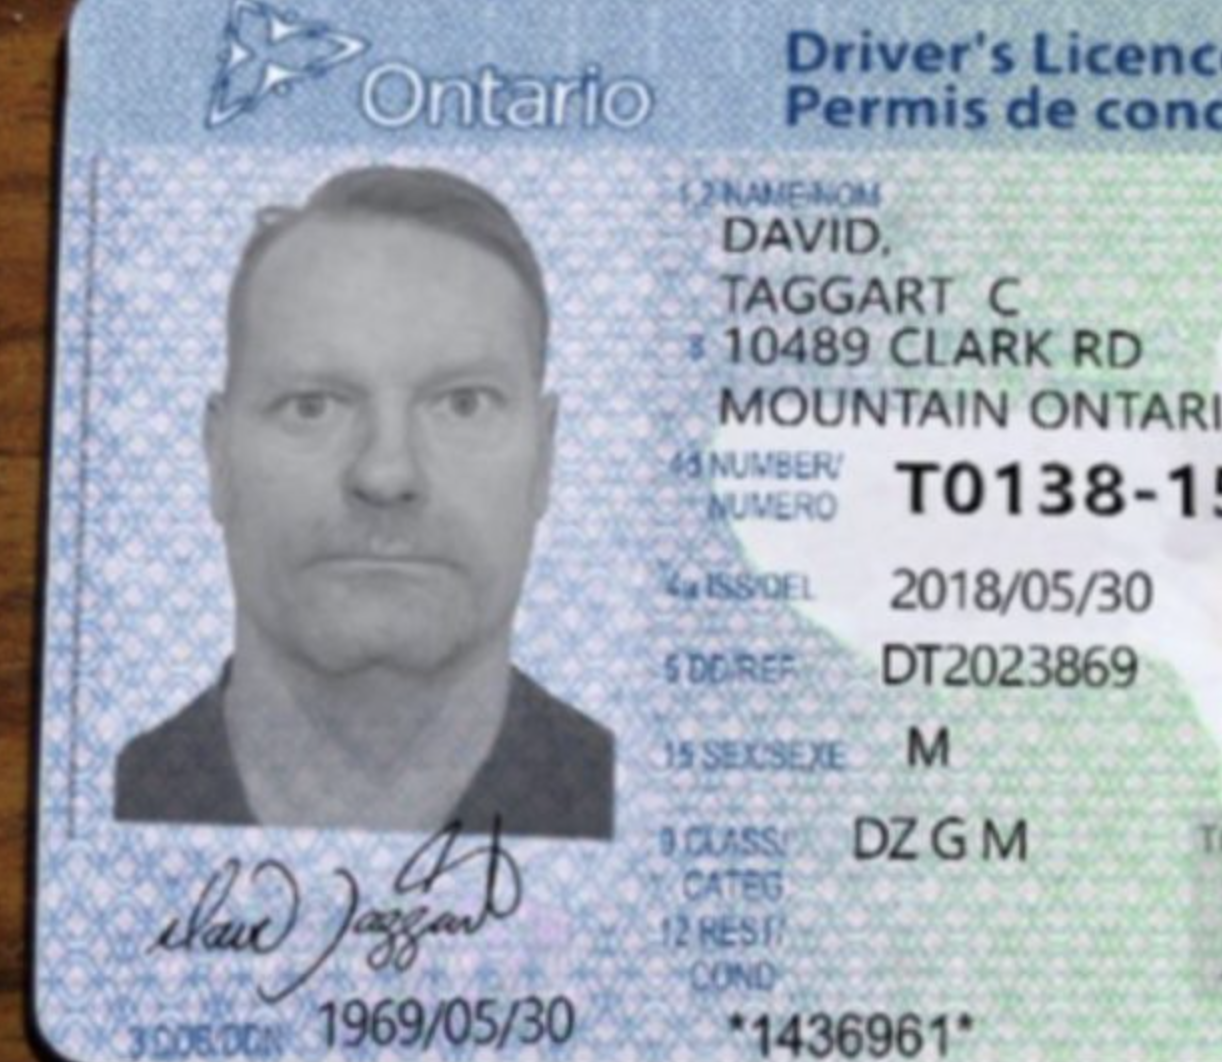 Ontario
Driver's Licenc
Permis de cond
1,2 NAME/NOM
DAVID,
TAGGART C
8 10489 CLARK RD
MOUNTAIN ONTARI
4d NUMBER/
NUMERO
T0138-15
4a ISS/DEL 2018/05/30
5 DD/REF DT2023869
15 SEX/SEXE M
9 CLASS/ DZ G M
CATEG
12 REST/
COND
David Taggart
3 DOB/DDN 1969/05/30
*1436961*